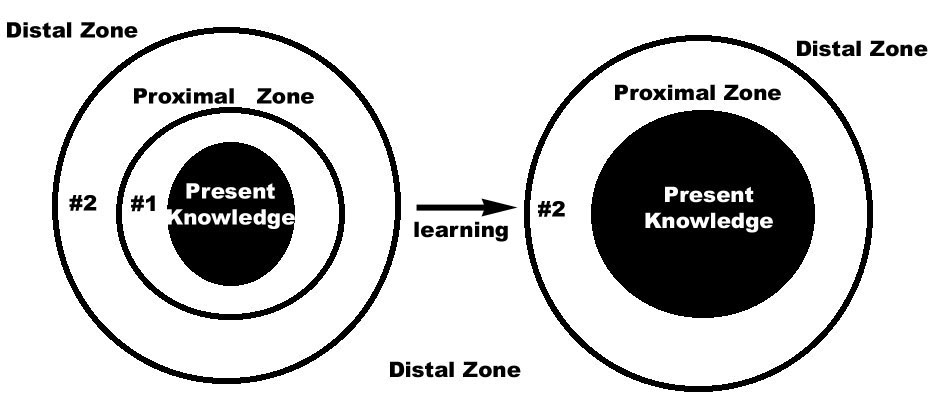 Distal Zone
Proximal Zone
#2
#1
Present
Knowledge
learning
Distal Zone
Proximal Zone
#2
Present
Knowledge
Distal Zone